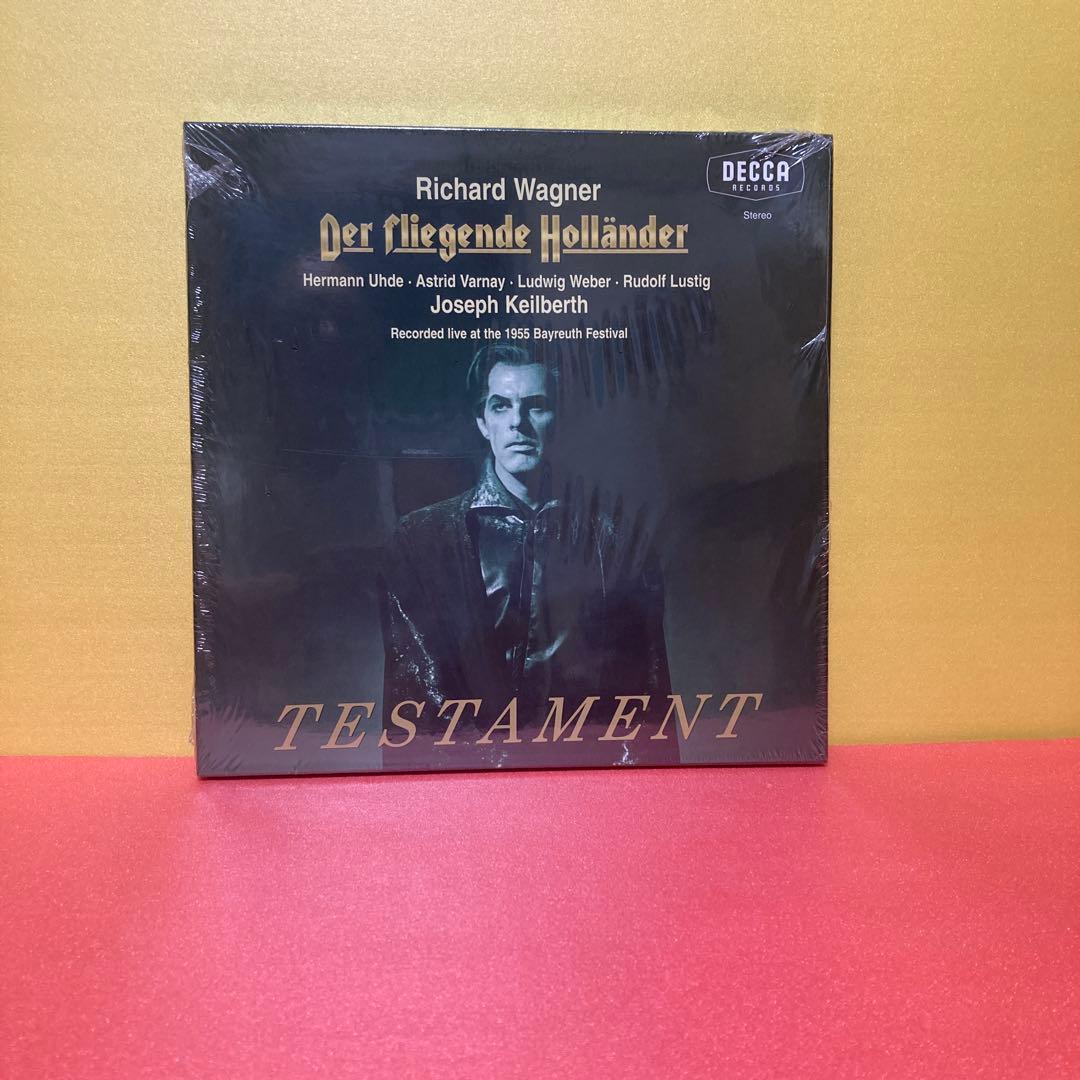 DECCA
RECORDS
Stereo
Richard Wagner
Der fliegende Holländer
Hermann Uhde · Astrid Varnay · Ludwig Weber · Rudolf Lustig
Joseph Keilberth
Recorded live at the 1955 Bayreuth Festival
TESTAMENT